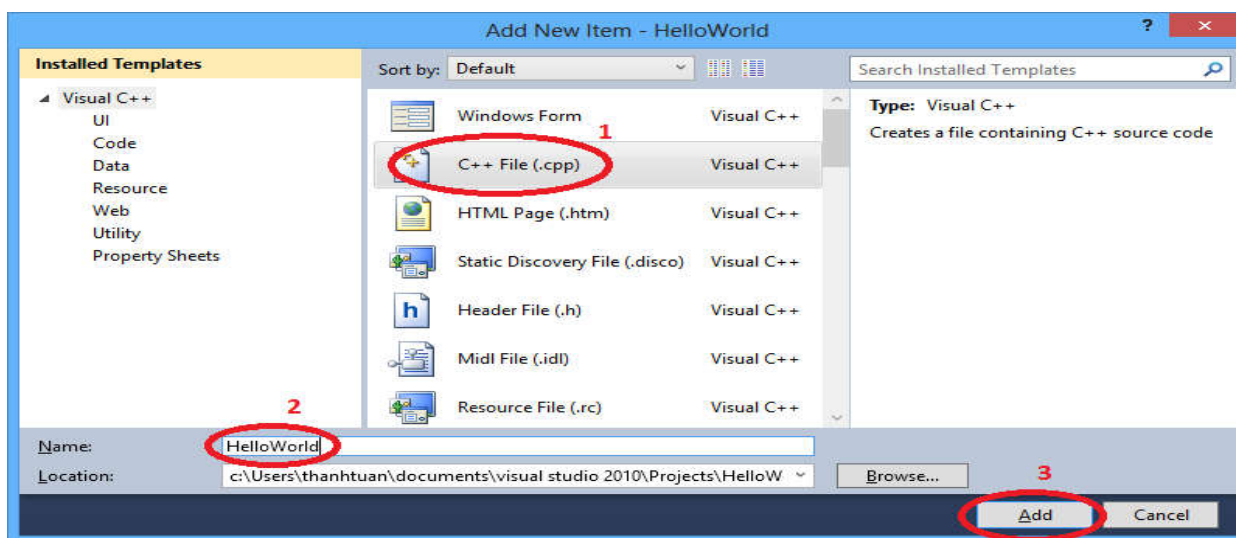 Add New Item - HelloWorld
?
Installed Templates
Visual C++
UI
Code
Data
Resource
Web
Utility
Property Sheets
Sort by: Default
Windows Form Visual C++
1
C++ File (.cpp) Visual C++
HTML Page (.htm) Visual C++
Static Discovery File (.disco) Visual C++
h Header File (.h) Visual C++
Midl File (.idl) Visual C++
Resource File (.rc) Visual C++
Search Installed Templates
Type: Visual C++
Creates a file containing C++ source code
2
Name: HelloWorld
Location: c:\Users\thanhtuan\documents\visual studio 2010\Projects\HelloW
Browse...
3
Add Cancel